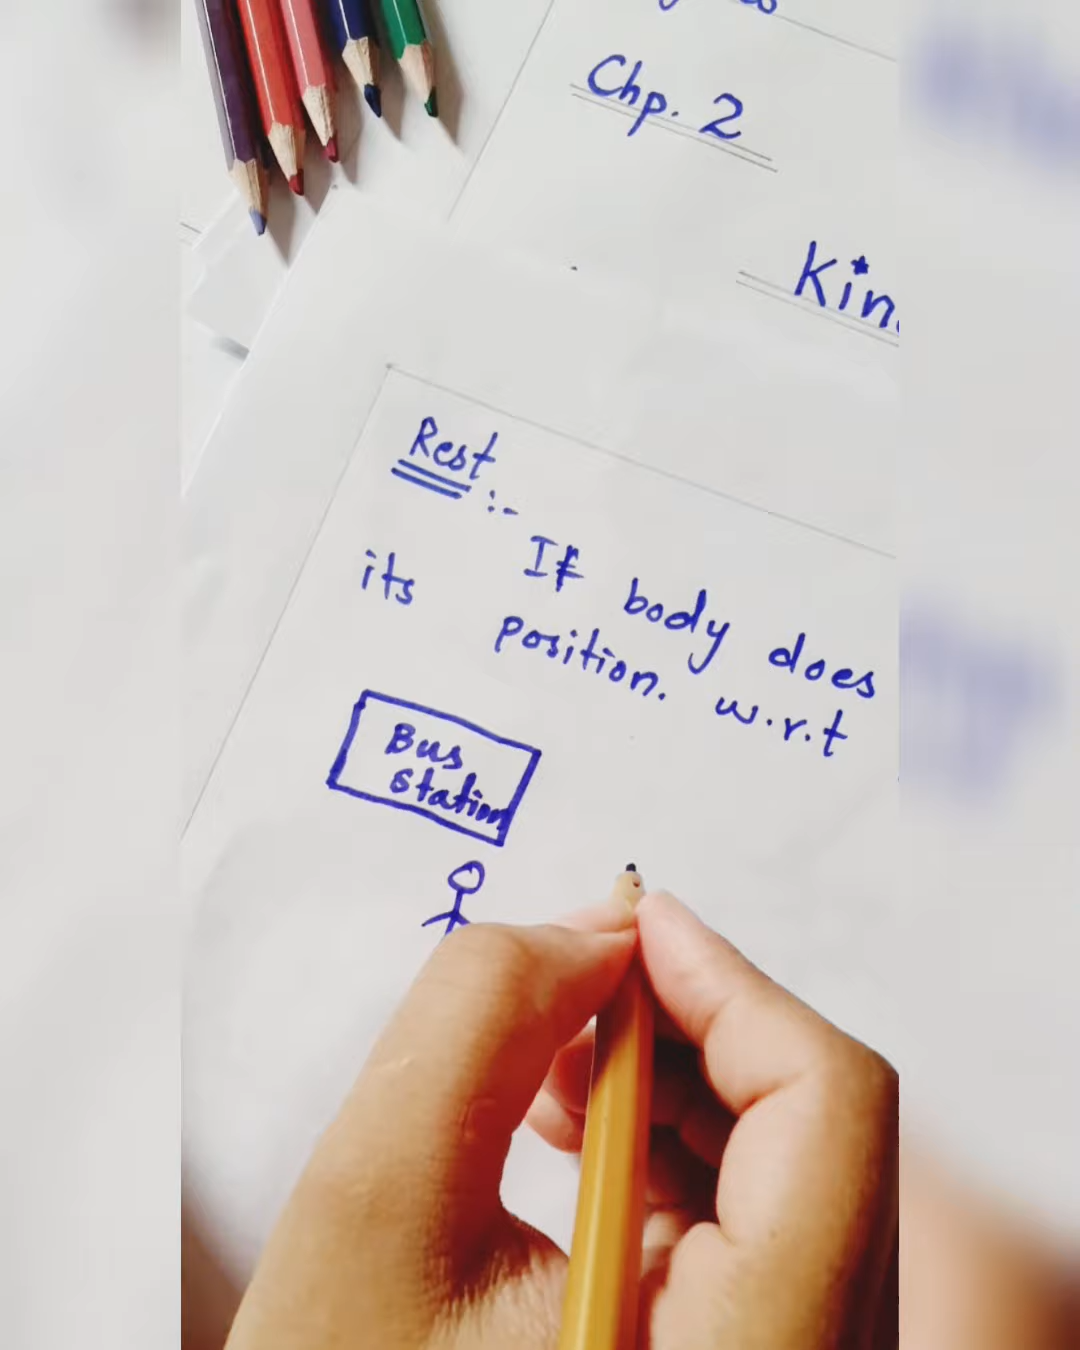 Chp. 2
Kin
Rest :-
If body does
its position. w.r.t
Bus
Station